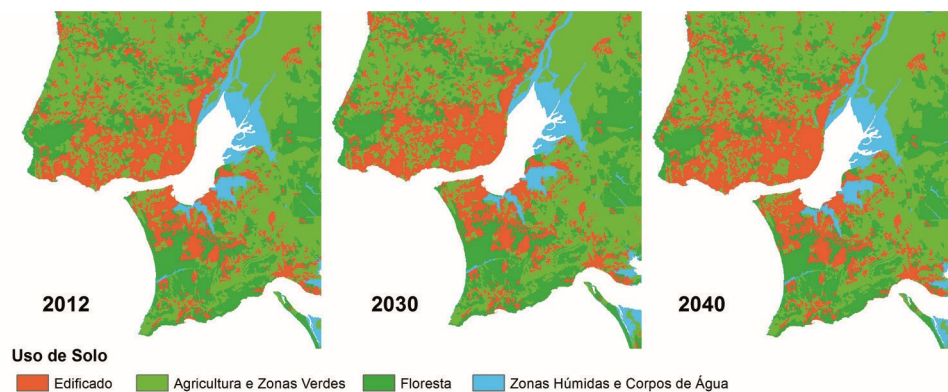 2012
2030
2040
Uso de Solo
Edificado
Agricultura e Zonas Verdes
Floresta
Zonas Húmidas e Corpos de Água